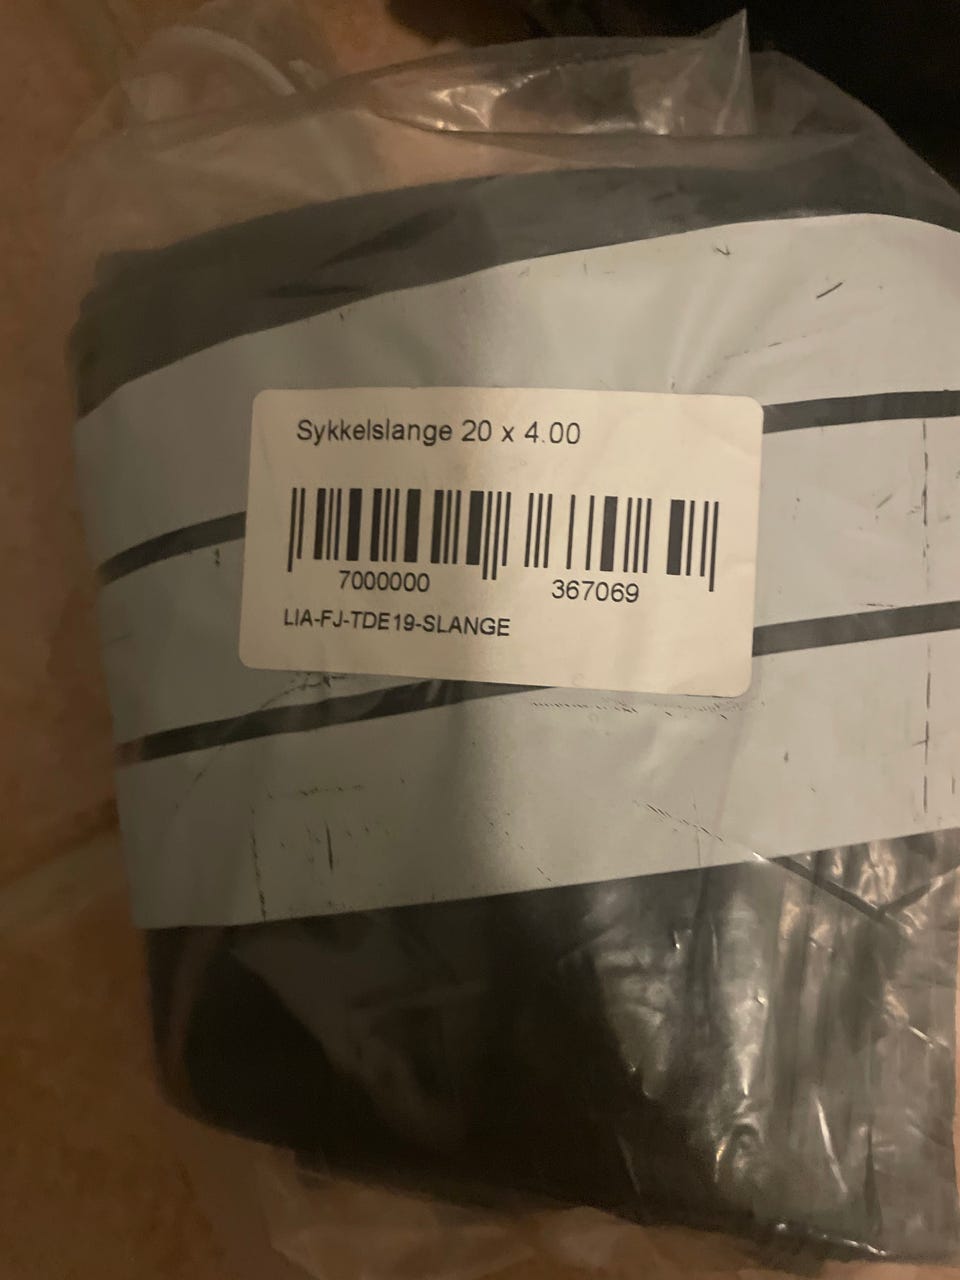 Sykkelslange 20 x 4.00
7000000 367069
LIA-FJ-TDE19-SLANGE